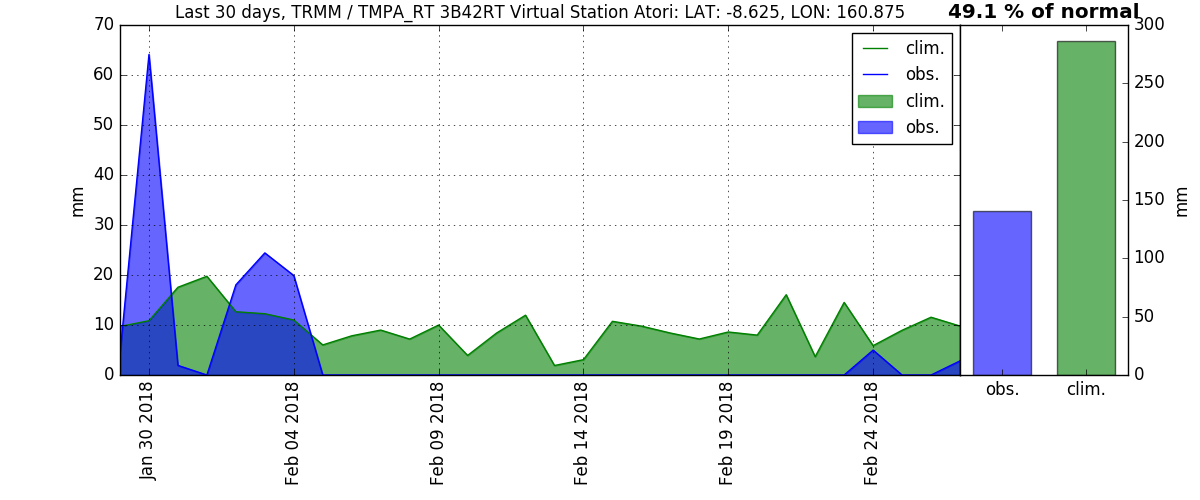 Last 30 days, TRMM / TMPA_RT 3B42RT Virtual Station Atori: LAT: -8.625, LON: 160.875
49.1 % of normal
70
60
50
40
30
20
10
0
mm
clim.
obs.
clim.
obs.
Jan 30 2018
Feb 04 2018
Feb 09 2018
Feb 14 2018
Feb 19 2018
Feb 24 2018
300
250
200
150
100
50
0
mm
obs.
clim.